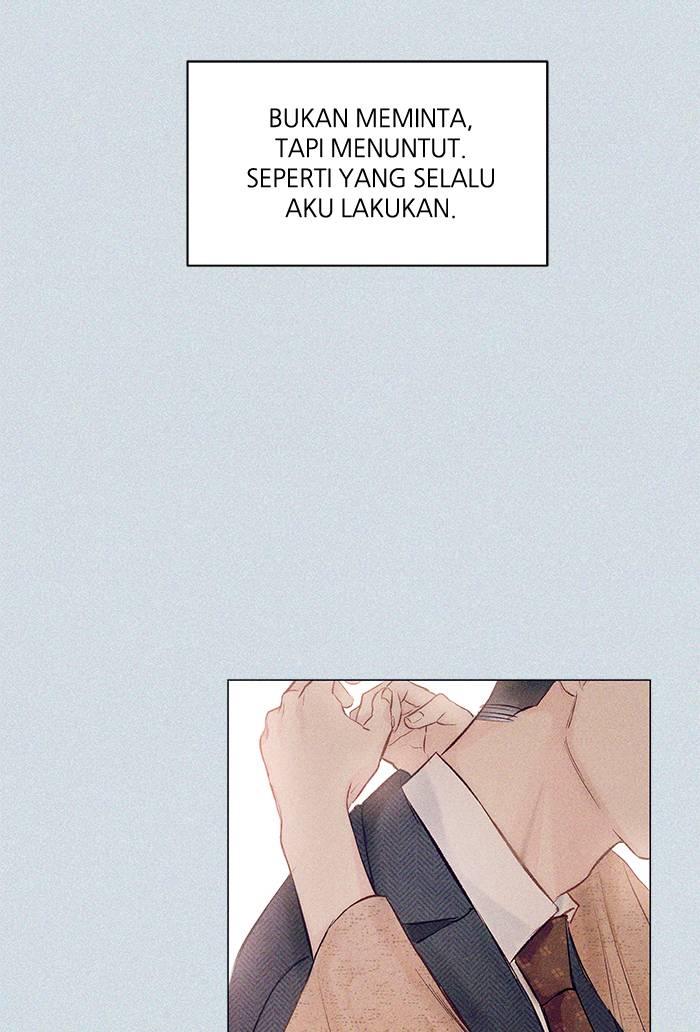 BUKAN MEMINTA,
TAPI MENUNTUT.
SEPERTI YANG SELALU
AKU LAKUKAN.